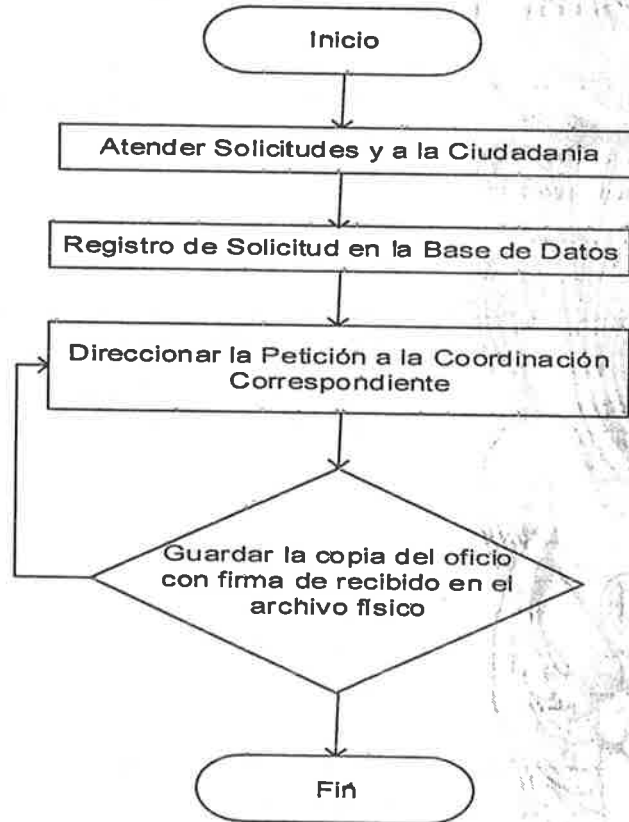 Inicio
Atender Solicitudes y a la Ciudadanía
Registro de Solicitud en la Base de Datos
Direccionar la Petición a la Coordinación
Correspondiente
Guardar la copia del oficio
con firma de recibido en el
archivo físico
Fin